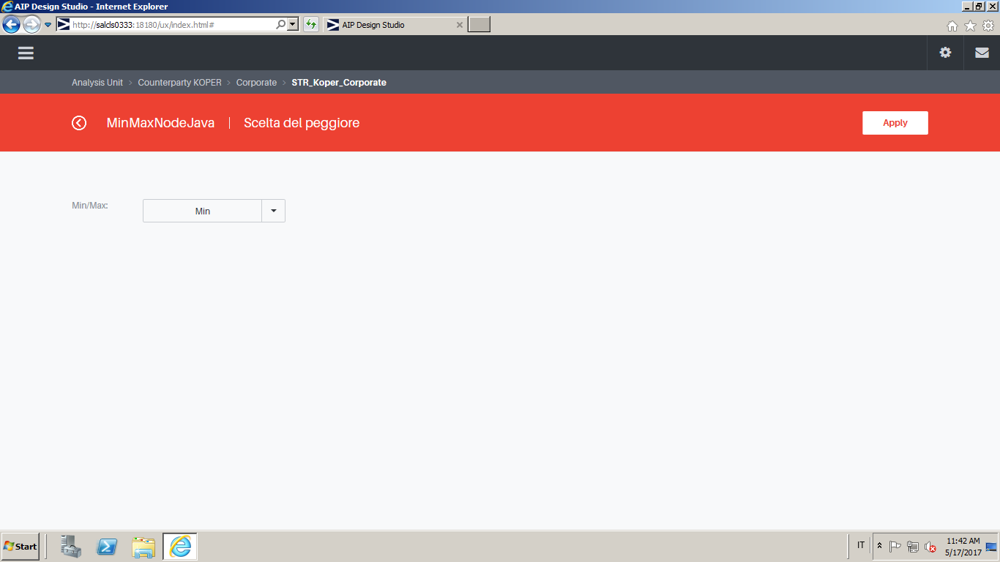 AIP Design Studio - Internet Explorer
http://salcls0333:18180/ux/index.html#
AIP Design Studio
Analysis Unit > Counterparty KOPER > Corporate > STR_Koper_Corporate
MinMaxNodeJava | Scelta del peggiore
Apply
Min/Max:
Min
Start
IT
11:42 AM
5/17/2017